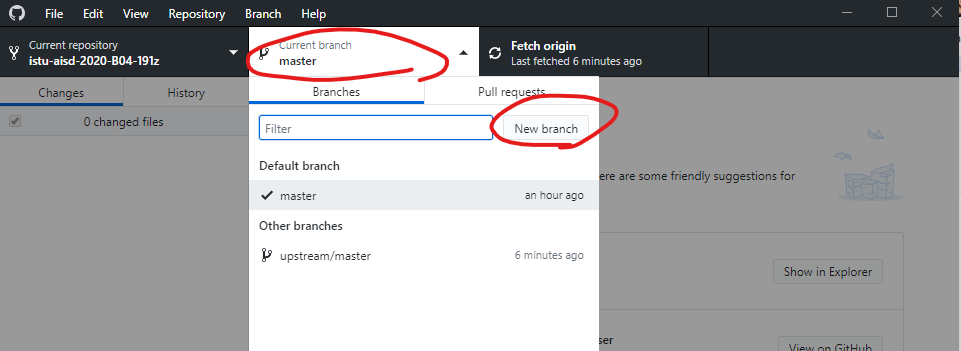 File Edit View Repository Branch Help
Current repository
istu-aisd-2020-B04-191z
Current branch
master
Fetch origin
Last fetched 6 minutes ago
Changes
History
Branches
Pull requests
0 changed files
Filter
New branch
Default branch
master
an hour ago
ere are some friendly suggestions for
Other branches
upstream/master
6 minutes ago
Show in Explorer
ser
View on GitHub